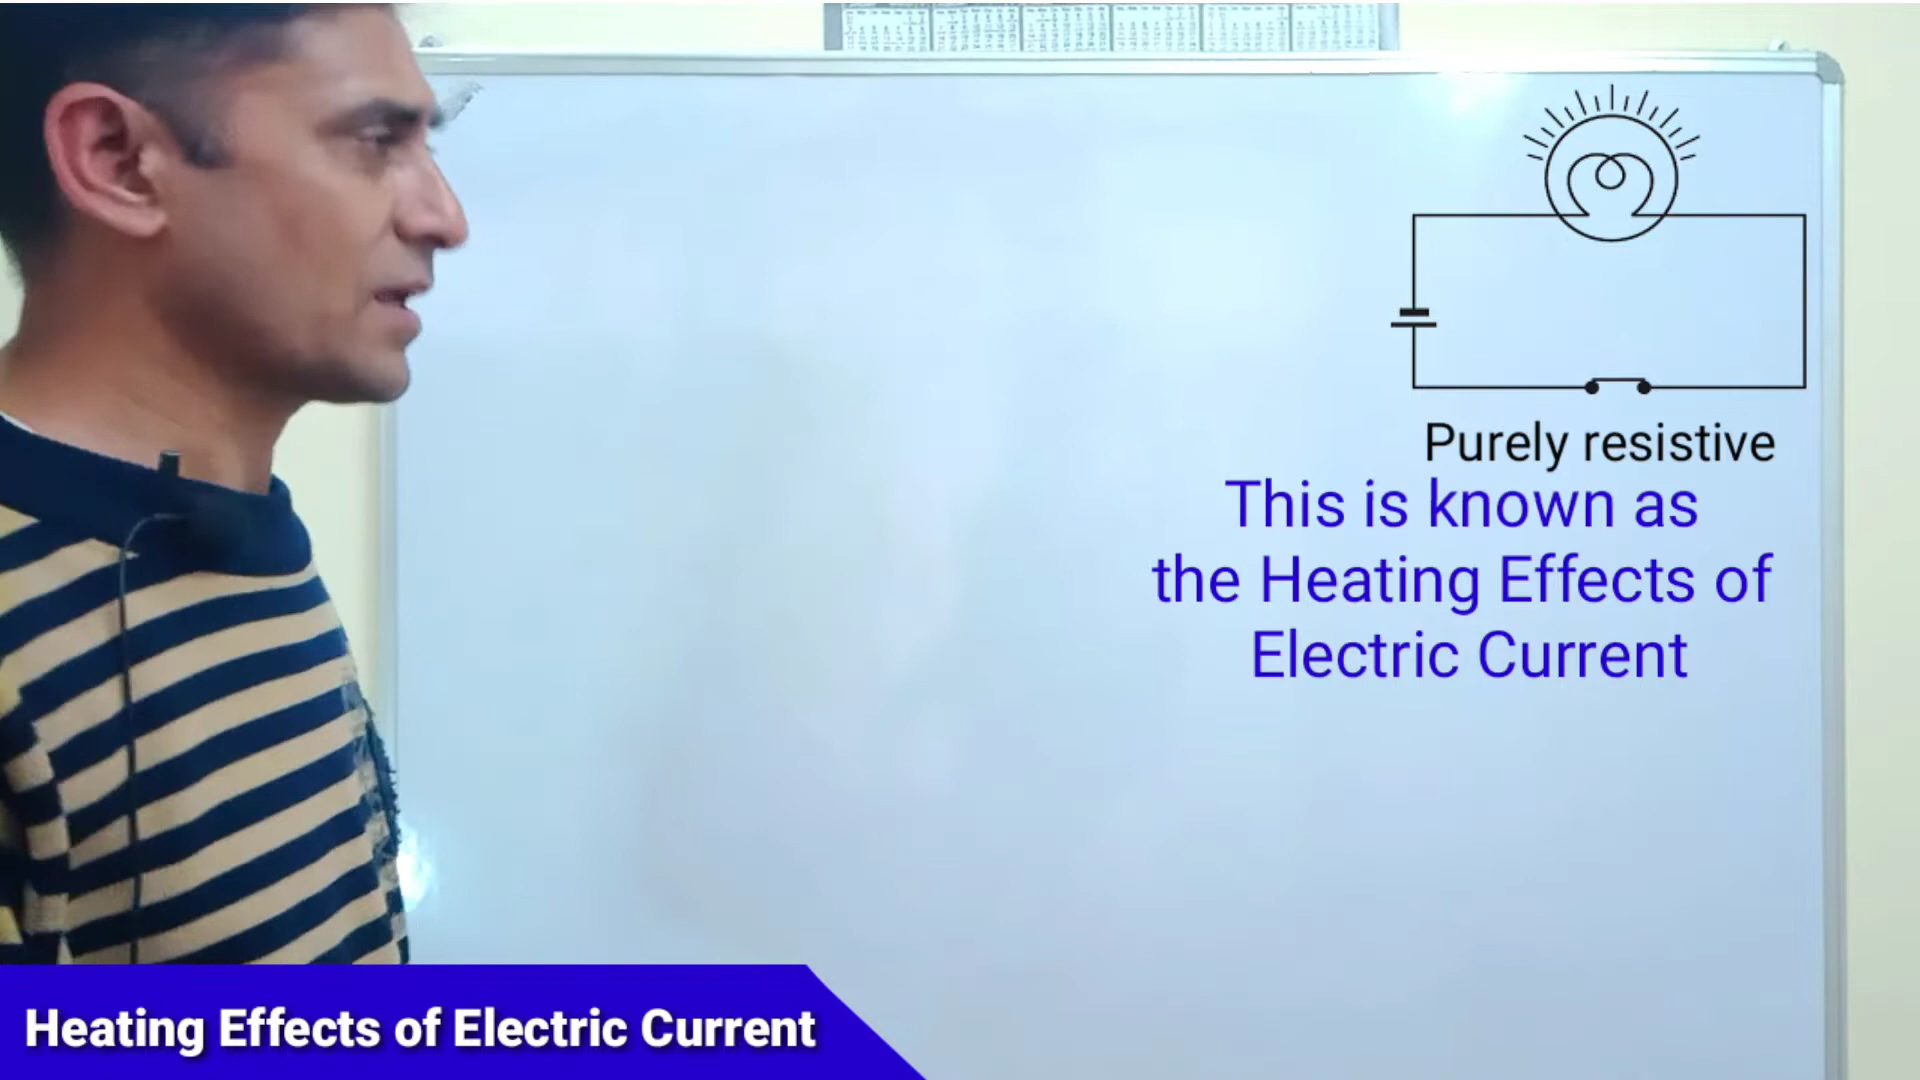 Purely resistive
This is known as
the Heating Effects of
Electric Current
Heating Effects of Electric Current